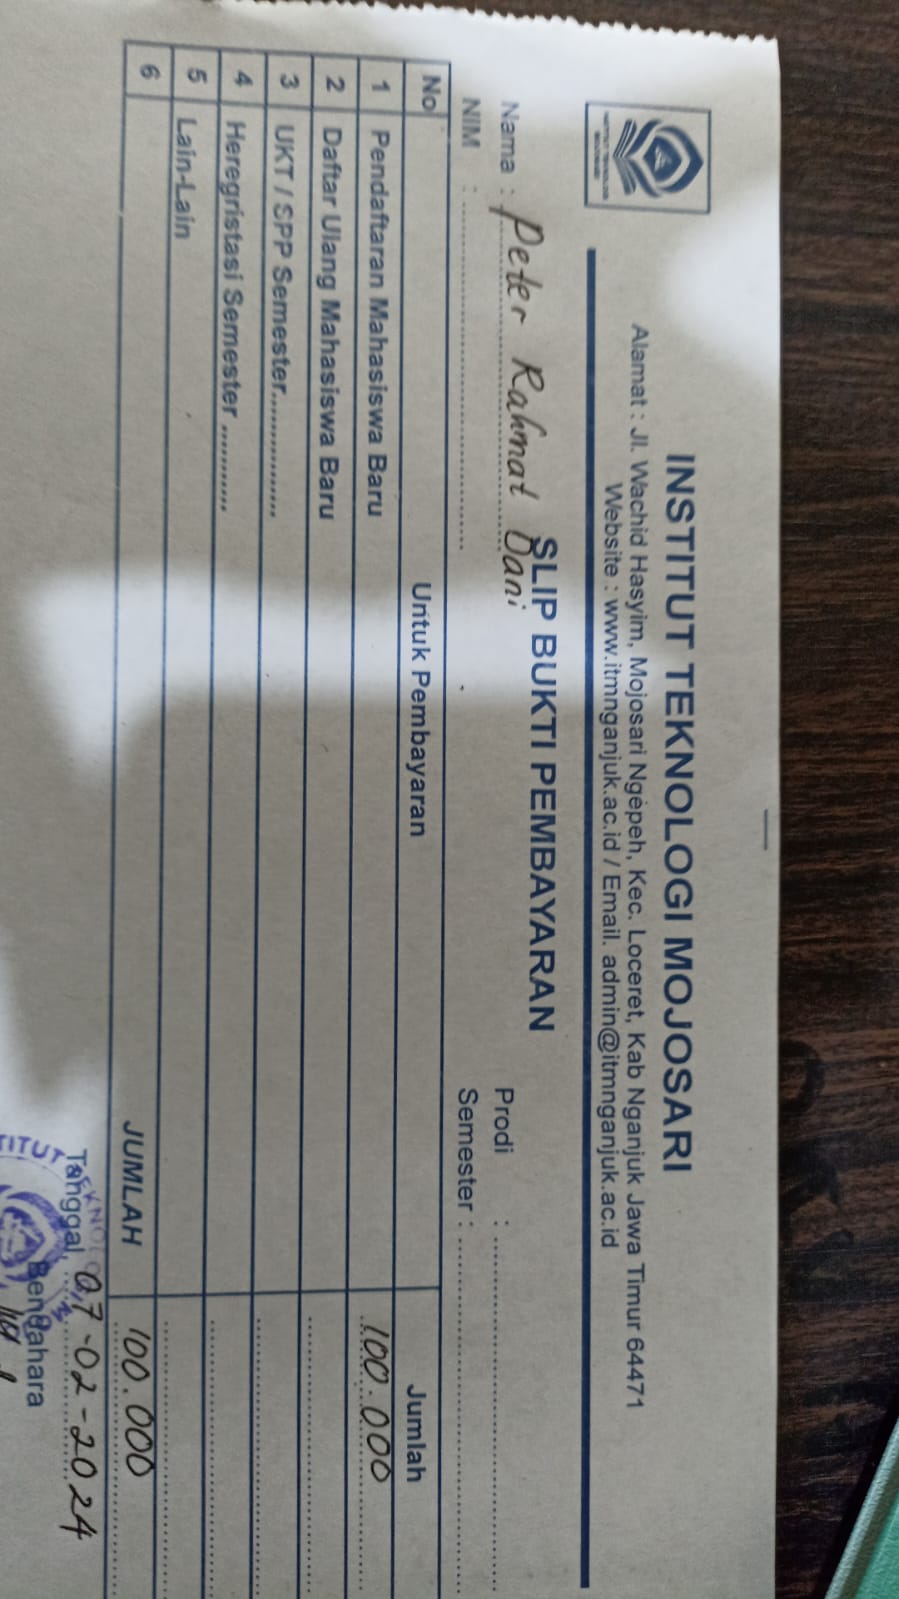 INSTITUT TEKNOLOGI MOJOSARI
Alamat : Jl. Wachid Hasyim, Mojosari Ngepeh, Kec. Loceret, Kab Nganjuk Jawa Timur 64471
Website : www.itmnganjuk.ac.id / Email. admin@itmnganjuk.ac.id
SLIP BUKTI PEMBAYARAN
Nama : Peter Rahmat Dani Prodi :
NIM : Semester :
No Untuk Pembayaran Jumlah
1 Pendaftaran Mahasiswa Baru 100.000
2 Daftar Ulang Mahasiswa Baru
3 UKT / SPP Semester...............
4 Heregristasi Semester ...........
5 Lain-Lain
6
JUMLAH 100.000
Tanggal, 07-02-2024
Bendahara